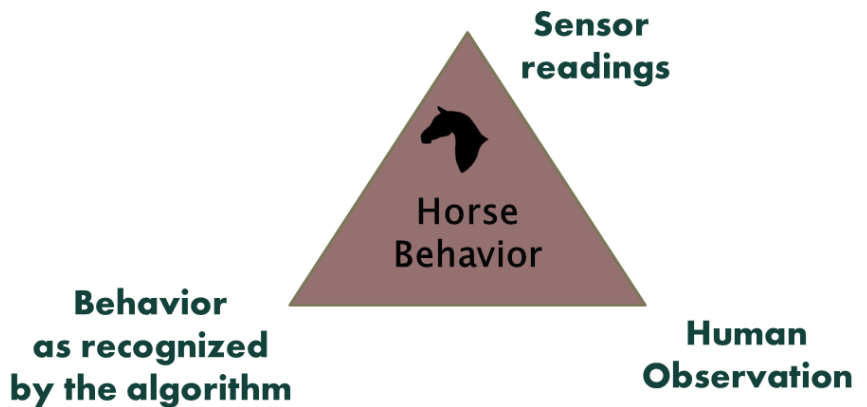 Sensor
readings
Horse
Behavior
Behavior
as recognized
by the algorithm
Human
Observation